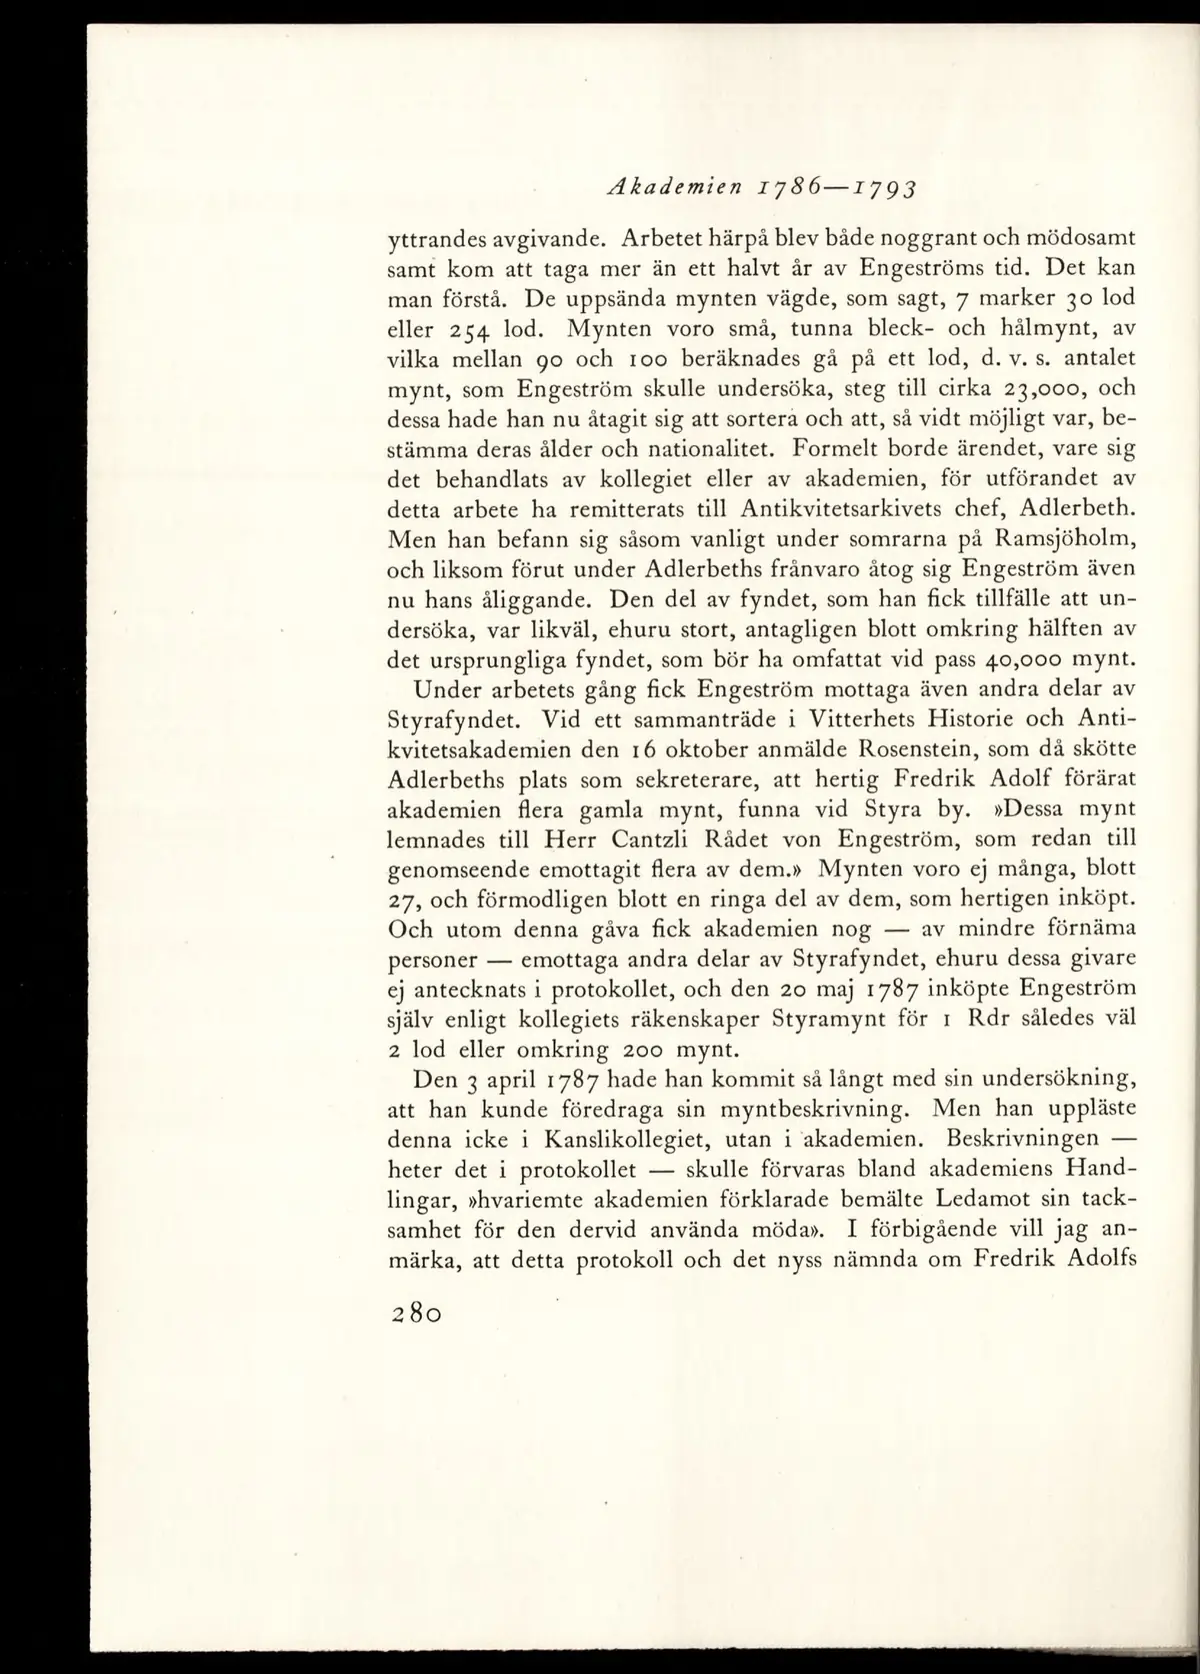 Akademien 1786—1793
yttrandes avgivande. Arbetet härpå blev både noggrant och mödosamt
samt kom att taga mer än ett halvt år av Engeströms tid. Det kan
man förstå. De uppsända mynten vägde, som sagt, 7 marker 30 lod
eller 254 lod. Mynten voro små, tunna bleck- och hålmynt, av
vilka mellan 90 och 100 beräknades gå på ett lod, d. v. s. antalet
mynt, som Engeström skulle undersöka, steg till cirka 23,000, och
dessa hade han nu åtagit sig att sortera och att, så vidt möjligt var, be-
stämma deras ålder och nationalitet. Formelt borde ärendet, vare sig
det behandlats av kollegiet eller av akademien, för utförandet av
detta arbete ha remitterats till Antikvitetsarkivets chef, Adlerbeth.
Men han befann sig såsom vanligt under somrarna på Ramsjöholm,
och liksom förut under Adlerbeths frånvaro åtog sig Engeström även
nu hans åliggande. Den del av fyndet, som han fick tillfälle att un-
dersöka, var likväl, ehuru stort, antagligen blott omkring hälften av
det ursprungliga fyndet, som bör ha omfattat vid pass 40,000 mynt.
Under arbetets gång fick Engeström mottaga även andra delar av
Styrafyndet. Vid ett sammanträde i Vitterhets Historie och Anti-
kvitetsakademien den 16 oktober anmälde Rosenstein, som då skötte
Adlerbeths plats som sekreterare, att hertig Fredrik Adolf förärat
akademien flera gamla mynt, funna vid Styra by. »Dessa mynt
lemnades till Herr Cantzli Rådet von Engeström, som redan till
genomseende emottagit flera av dem.» Mynten voro ej många, blott
27, och förmodligen blott en ringa del av dem, som hertigen inköpt.
Och utom denna gåva fick akademien nog — av mindre förnäma
personer — emottaga andra delar av Styrafyndet, ehuru dessa givare
ej antecknats i protokollet, och den 20 maj 1787 inköpte Engeström
själv enligt kollegiets räkenskaper Styramynt för 1 Rdr således väl
2 lod eller omkring 200 mynt.
Den 3 april 1787 hade han kommit så långt med sin undersökning,
att han kunde föredraga sin myntbeskrivning. Men han uppläste
denna icke i Kanslikollegiet, utan i akademien. Beskrivningen —
heter det i protokollet — skulle förvaras bland akademiens Hand-
lingar, »hvariemte akademien förklarade bemälte Ledamot sin tack-
samhet för den dervid använda möda». I förbigående vill jag an-
märka, att detta protokoll och det nyss nämnda om Fredrik Adolfs
280